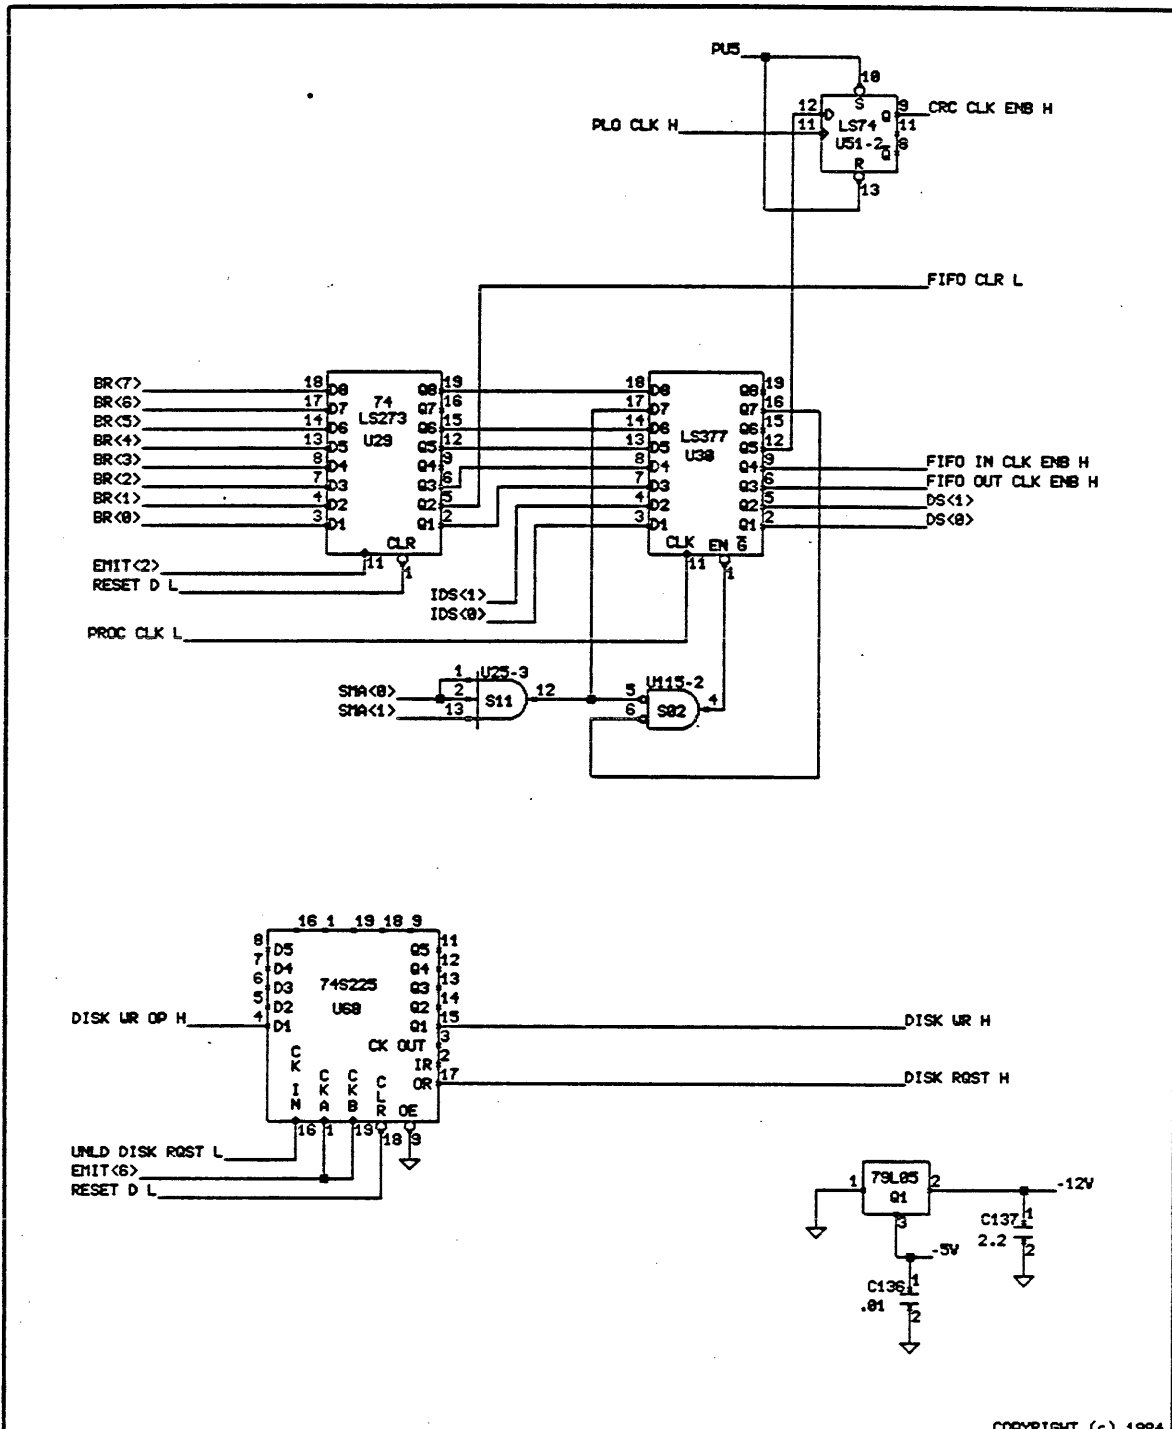 PU5
10
S
12 D Q 9 CRC CLK ENB H
PLO CLK H 11 LS74 11
U51-2 Q 8
R
13
FIFO CLR L
BR<7> 18 D8 Q8 19 18 D8 Q8 19
BR<6> 17 D7 74 Q7 16 17 D7 Q7 16
BR<5> 14 D6 LS273 Q6 15 14 D6 Q6 15
BR<4> 13 D5 U29 Q5 12 13 D5 LS377 Q5 12
BR<3> 8 D4 Q4 9 8 D4 U30 Q4 9 FIFO IN CLK ENB H
BR<2> 7 D3 Q3 6 7 D3 Q3 6 FIFO OUT CLK ENB H
BR<1> 4 D2 Q2 5 4 D2 Q2 5 DS<1>
BR<0> 3 D1 Q1 2 3 D1 Q1 2 DS<0>
CLR CLK EN G
EMIT<2> 11 1 11 1
RESET D L
IDS<1>
IDS<0>
PROC CLK L
U25-3 U115-2
SMA<0> 1 2 S11 12 5 S02 4
SMA<1> 13 6
16 1 19 18 9
8 D5 Q5 11
7 D4 Q4 12
6 D3 74S225 Q3 13
5 D2 U60 Q2 14
DISK WR OP H 4 D1 Q1 15 DISK WR H
CK OUT 3
IR 2
CK IN CKA CKB CLR OE OR 17 DISK RQST H
16 1 19 18 9
UNLD DISK RQST L
EMIT<6>
RESET D L
1 79L05 2 -12V
Q1
3 C137 1
-5V 2.2 2
C136 1
.01 2
COPYRIGHT (c) 1984